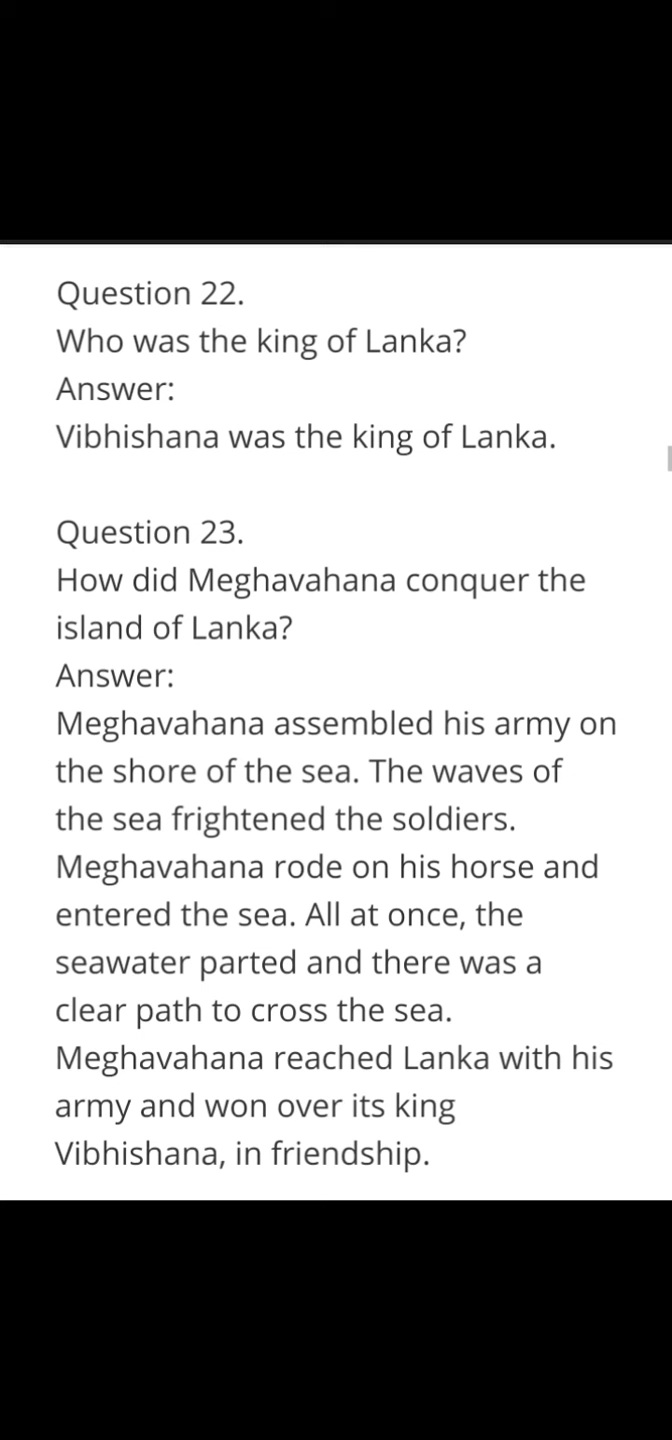 Question 22.
Who was the king of Lanka?
Answer:
Vibhishana was the king of Lanka.
Question 23.
How did Meghavahana conquer the
island of Lanka?
Answer:
Meghavahana assembled his army on
the shore of the sea. The waves of
the sea frightened the soldiers.
Meghavahana rode on his horse and
entered the sea. All at once, the
seawater parted and there was a
clear path to cross the sea.
Meghavahana reached Lanka with his
army and won over its king
Vibhishana, in friendship.